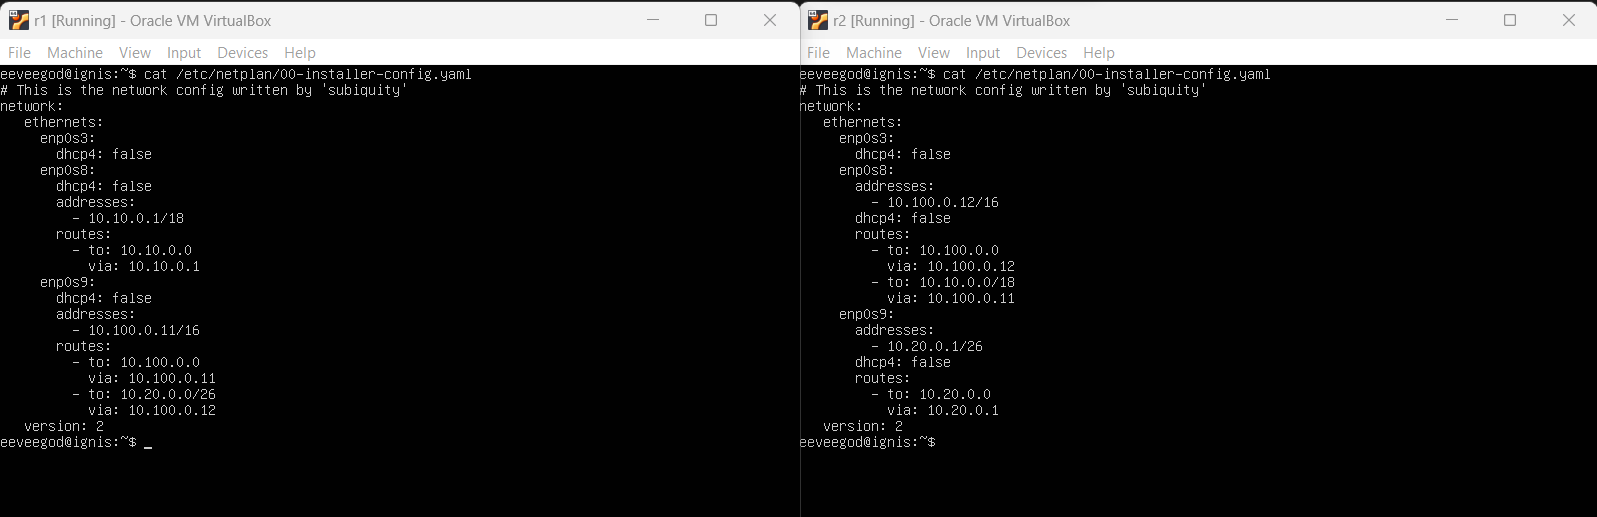 r1 [Running] - Oracle VM VirtualBox
File Machine View Input Devices Help
eeveegod@ignis:~$ cat /etc/netplan/00-installer-config.yaml
# This is the network config written by 'subiquity'
network:
   ethernets:
     enp0s3:
       dhcp4: false
     enp0s8:
       dhcp4: false
       addresses:
         - 10.10.0.1/18
       routes:
         - to: 10.10.0.0
           via: 10.10.0.1
     enp0s9:
       dhcp4: false
       addresses:
         - 10.100.0.11/16
       routes:
         - to: 10.100.0.0
           via: 10.100.0.11
         - to: 10.20.0.0/26
           via: 10.100.0.12
   version: 2
eeveegod@ignis:~$ _
r2 [Running] - Oracle VM VirtualBox
File Machine View Input Devices Help
eeveegod@ignis:~$ cat /etc/netplan/00-installer-config.yaml
# This is the network config written by 'subiquity'
network:
   ethernets:
     enp0s3:
       dhcp4: false
     enp0s8:
       addresses:
         - 10.100.0.12/16
       dhcp4: false
       routes:
         - to: 10.100.0.0
           via: 10.100.0.12
         - to: 10.10.0.0/18
           via: 10.100.0.11
     enp0s9:
       addresses:
         - 10.20.0.1/26
       dhcp4: false
       routes:
         - to: 10.20.0.0
           via: 10.20.0.1
   version: 2
eeveegod@ignis:~$